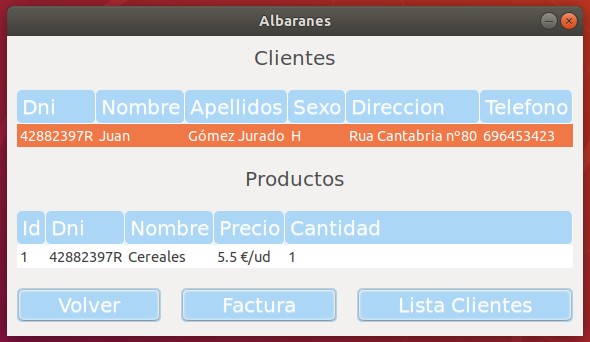 Albaranes
Clientes
Dni Nombre Apellidos Sexo Direccion Telefono
42882397R Juan Gómez Jurado H Rua Cantabria nº80 696453423
Productos
Id Dni Nombre Precio Cantidad
1 42882397R Cereales 5.5 €/ud 1
Volver Factura Lista Clientes